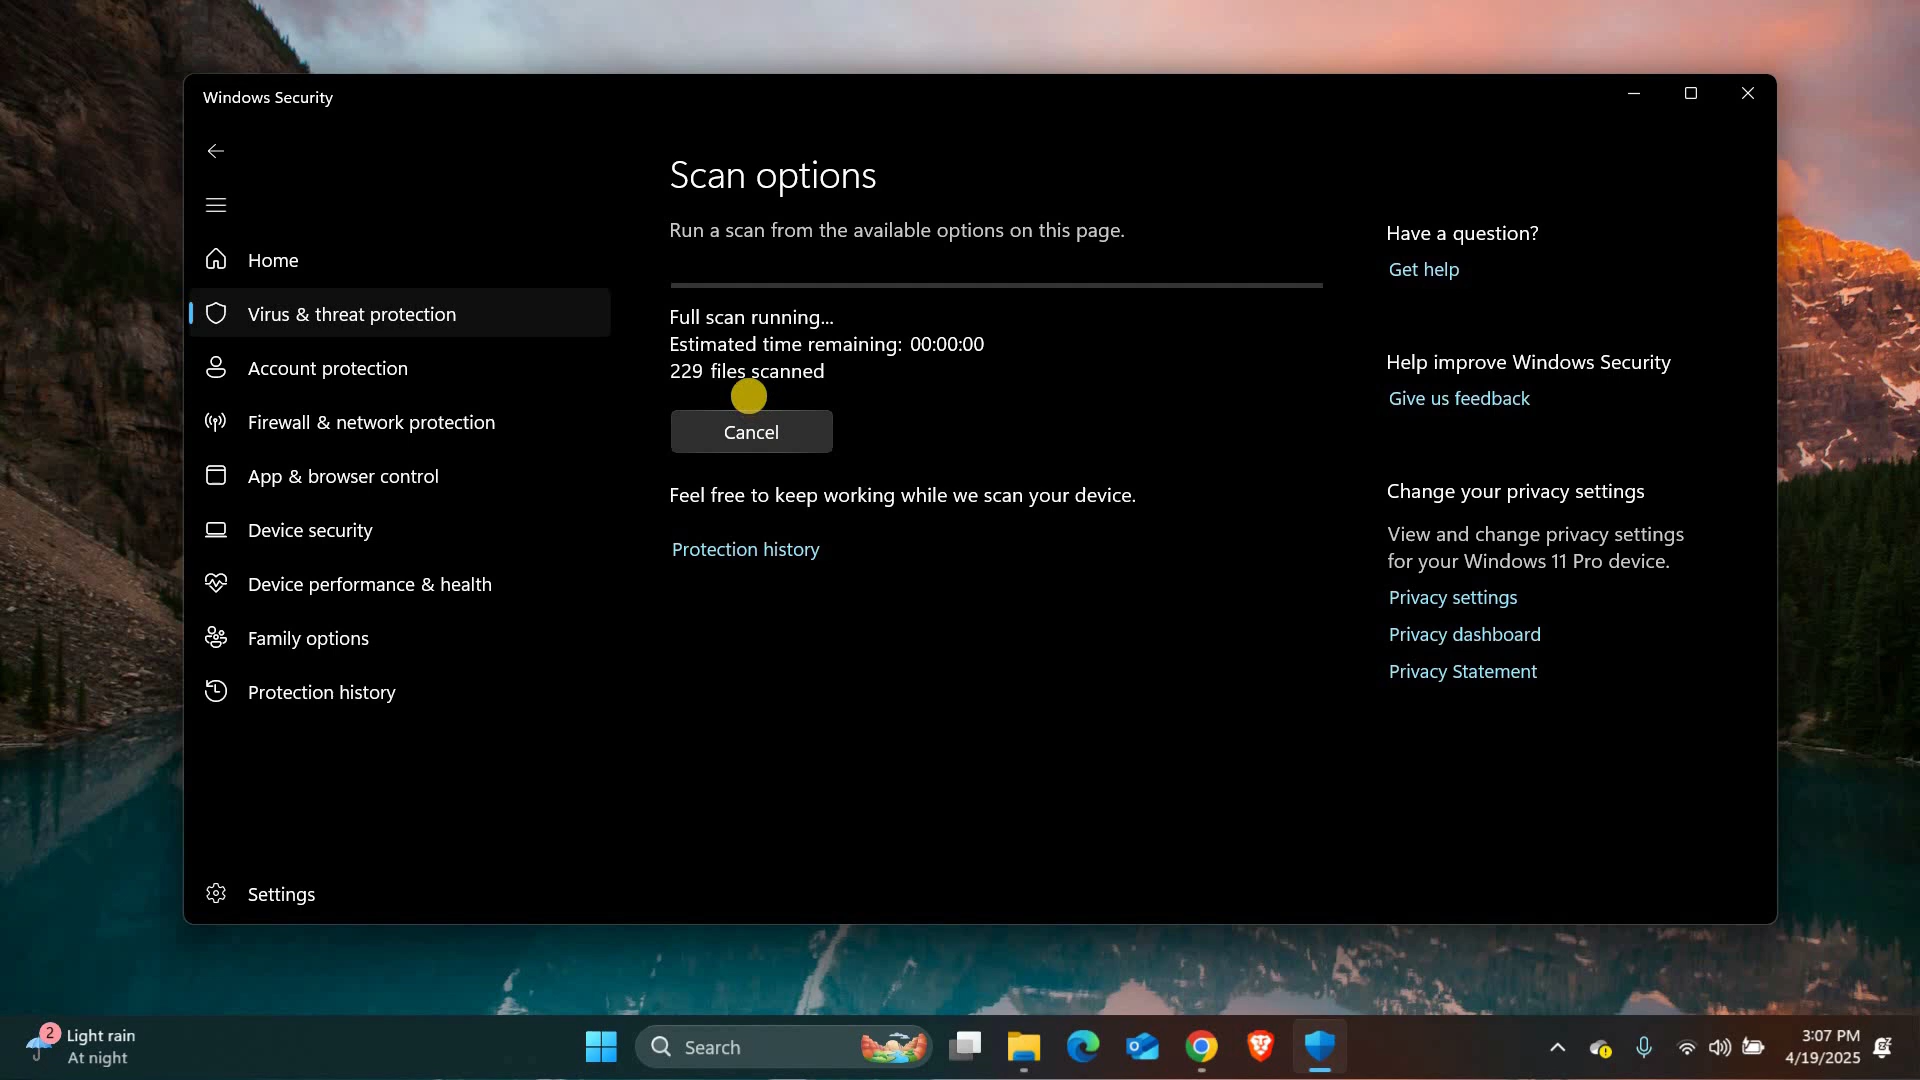 Windows Security
Home
Virus & threat protection
Account protection
Firewall & network protection
App & browser control
Device security
Device performance & health
Family options
Protection history
Settings
Scan options
Run a scan from the available options on this page.
Full scan running...
Estimated time remaining: 00:00:00
229 files scanned
Cancel
Feel free to keep working while we scan your device.
Protection history
Have a question?
Get help
Help improve Windows Security
Give us feedback
Change your privacy settings
View and change privacy settings
for your Windows 11 Pro device.
Privacy settings
Privacy dashboard
Privacy Statement
2
Light rain
At night
Search
3:07 PM
4/19/2025